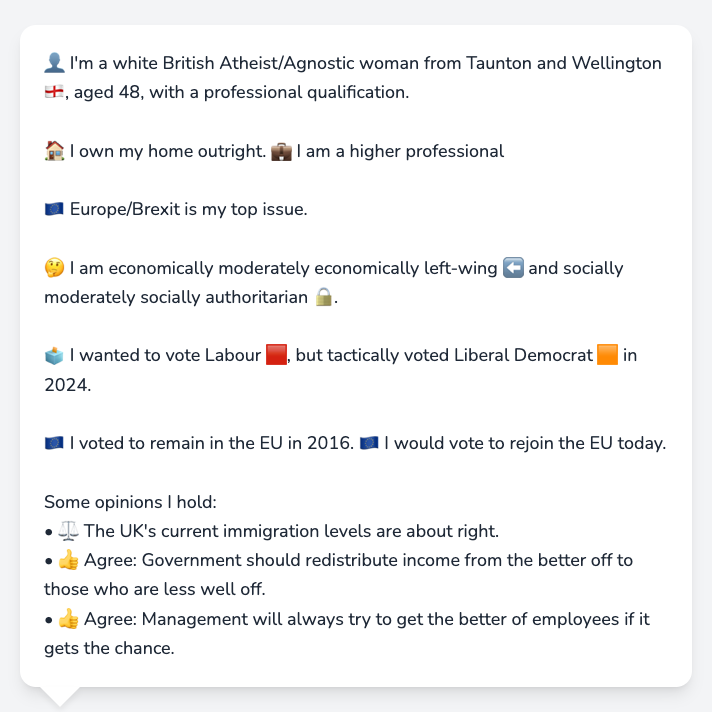 👤 I'm a white British Atheist/Agnostic woman from Taunton and Wellington
🏴󠁧󠁢󠁥󠁮󠁧󠁿, aged 48, with a professional qualification.
🏠 I own my home outright. 💼 I am a higher professional
🇪🇺 Europe/Brexit is my top issue.
🤔 I am economically moderately economically left-wing ⬅️ and socially
moderately socially authoritarian 🔒.
🗳️ I wanted to vote Labour 🟥, but tactically voted Liberal Democrat 🟧 in
2024.
🇪🇺 I voted to remain in the EU in 2016. 🇪🇺 I would vote to rejoin the EU today.
Some opinions I hold:
• ⚖️ The UK's current immigration levels are about right.
• 👍 Agree: Government should redistribute income from the better off to
those who are less well off.
• 👍 Agree: Management will always try to get the better of employees if it
gets the chance.